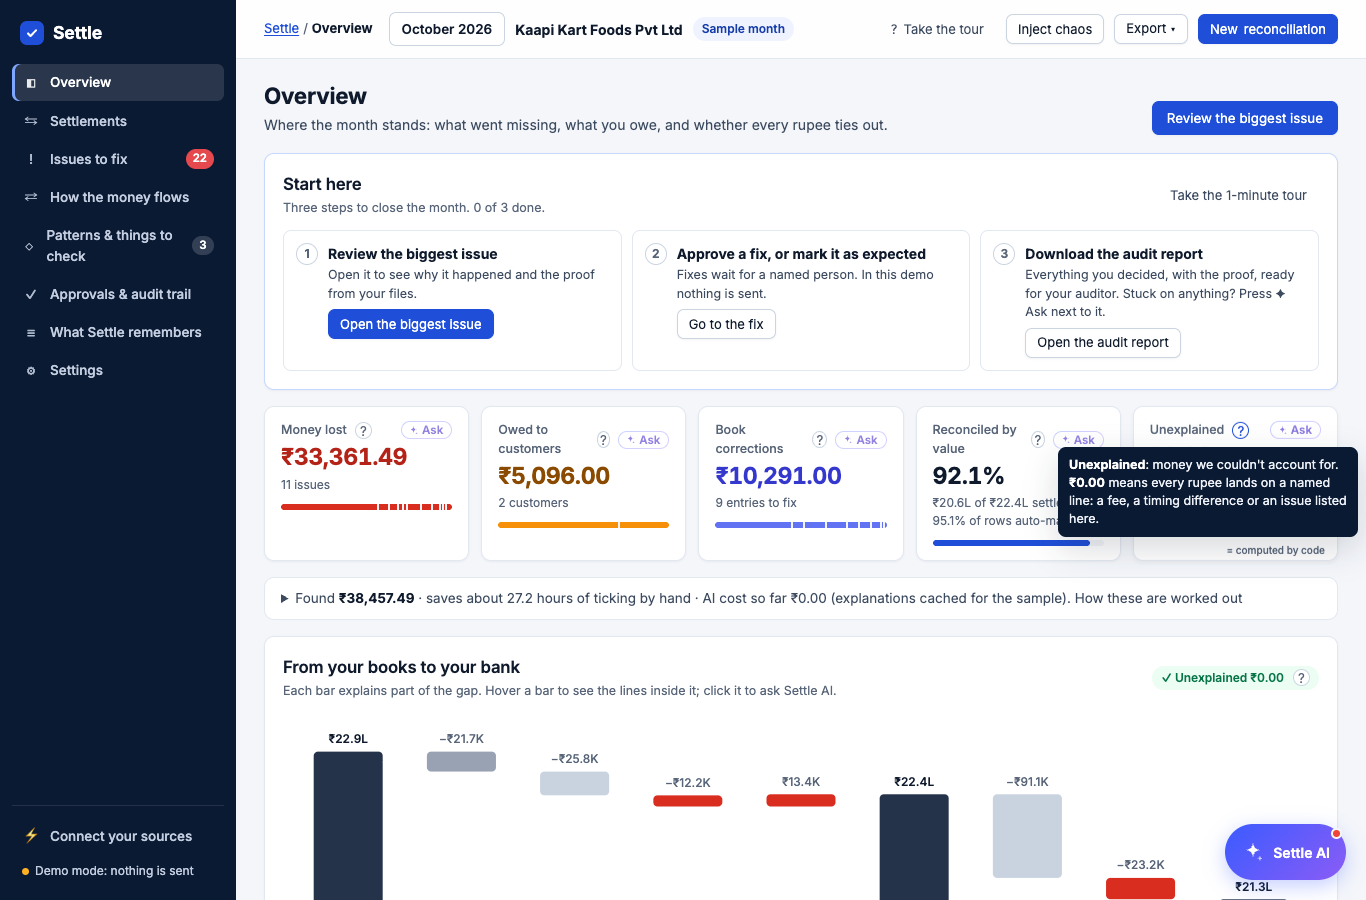 Settle
Overview
Settlements
Issues to fix
22
How the money flows
Patterns & things to
check
3
Approvals & audit trail
What Settle remembers
Settings
Connect your sources
Demo mode: nothing is sent
Settle / Overview
October 2026
Kaapi Kart Foods Pvt Ltd
Sample month
? Take the tour
Inject chaos
Export
New reconciliation
Overview
Where the month stands: what went missing, what you owe, and whether every rupee ties out.
Review the biggest issue
Start here
Three steps to close the month. 0 of 3 done.
Take the 1-minute tour
1
Review the biggest issue
Open it to see why it happened and the proof
from your files.
Open the biggest issue
2
Approve a fix, or mark it as expected
Fixes wait for a named person. In this demo
nothing is sent.
Go to the fix
3
Download the audit report
Everything you decided, with the proof, ready
for your auditor. Stuck on anything? Press ✦
Ask next to it.
Open the audit report
Money lost ? Ask
₹33,361.49
11 issues
Owed to
customers ? Ask
₹5,096.00
2 customers
Book
corrections ? Ask
₹10,291.00
9 entries to fix
Reconciled by
value ? Ask
92.1%
₹20.6L of ₹22.4L
95.1% of rows
Unexplained ? Ask
Unexplained: money we couldn't account for.
₹0.00 means every rupee lands on a named
line: a fee, a timing difference or an issue listed
here.
= computed by code
Found ₹38,457.49 · saves about 27.2 hours of ticking by hand · AI cost so far ₹0.00 (explanations cached for the sample). How these are worked out
From your books to your bank
Each bar explains part of the gap. Hover a bar to see the lines inside it; click it to ask Settle AI.
✓ Unexplained ₹0.00 ?
₹22.9L
−₹21.7K
−₹25.8K
−₹12.2K
₹13.4K
₹22.4L
−₹91.1K
−₹23.2K
₹21.3L
Settle AI